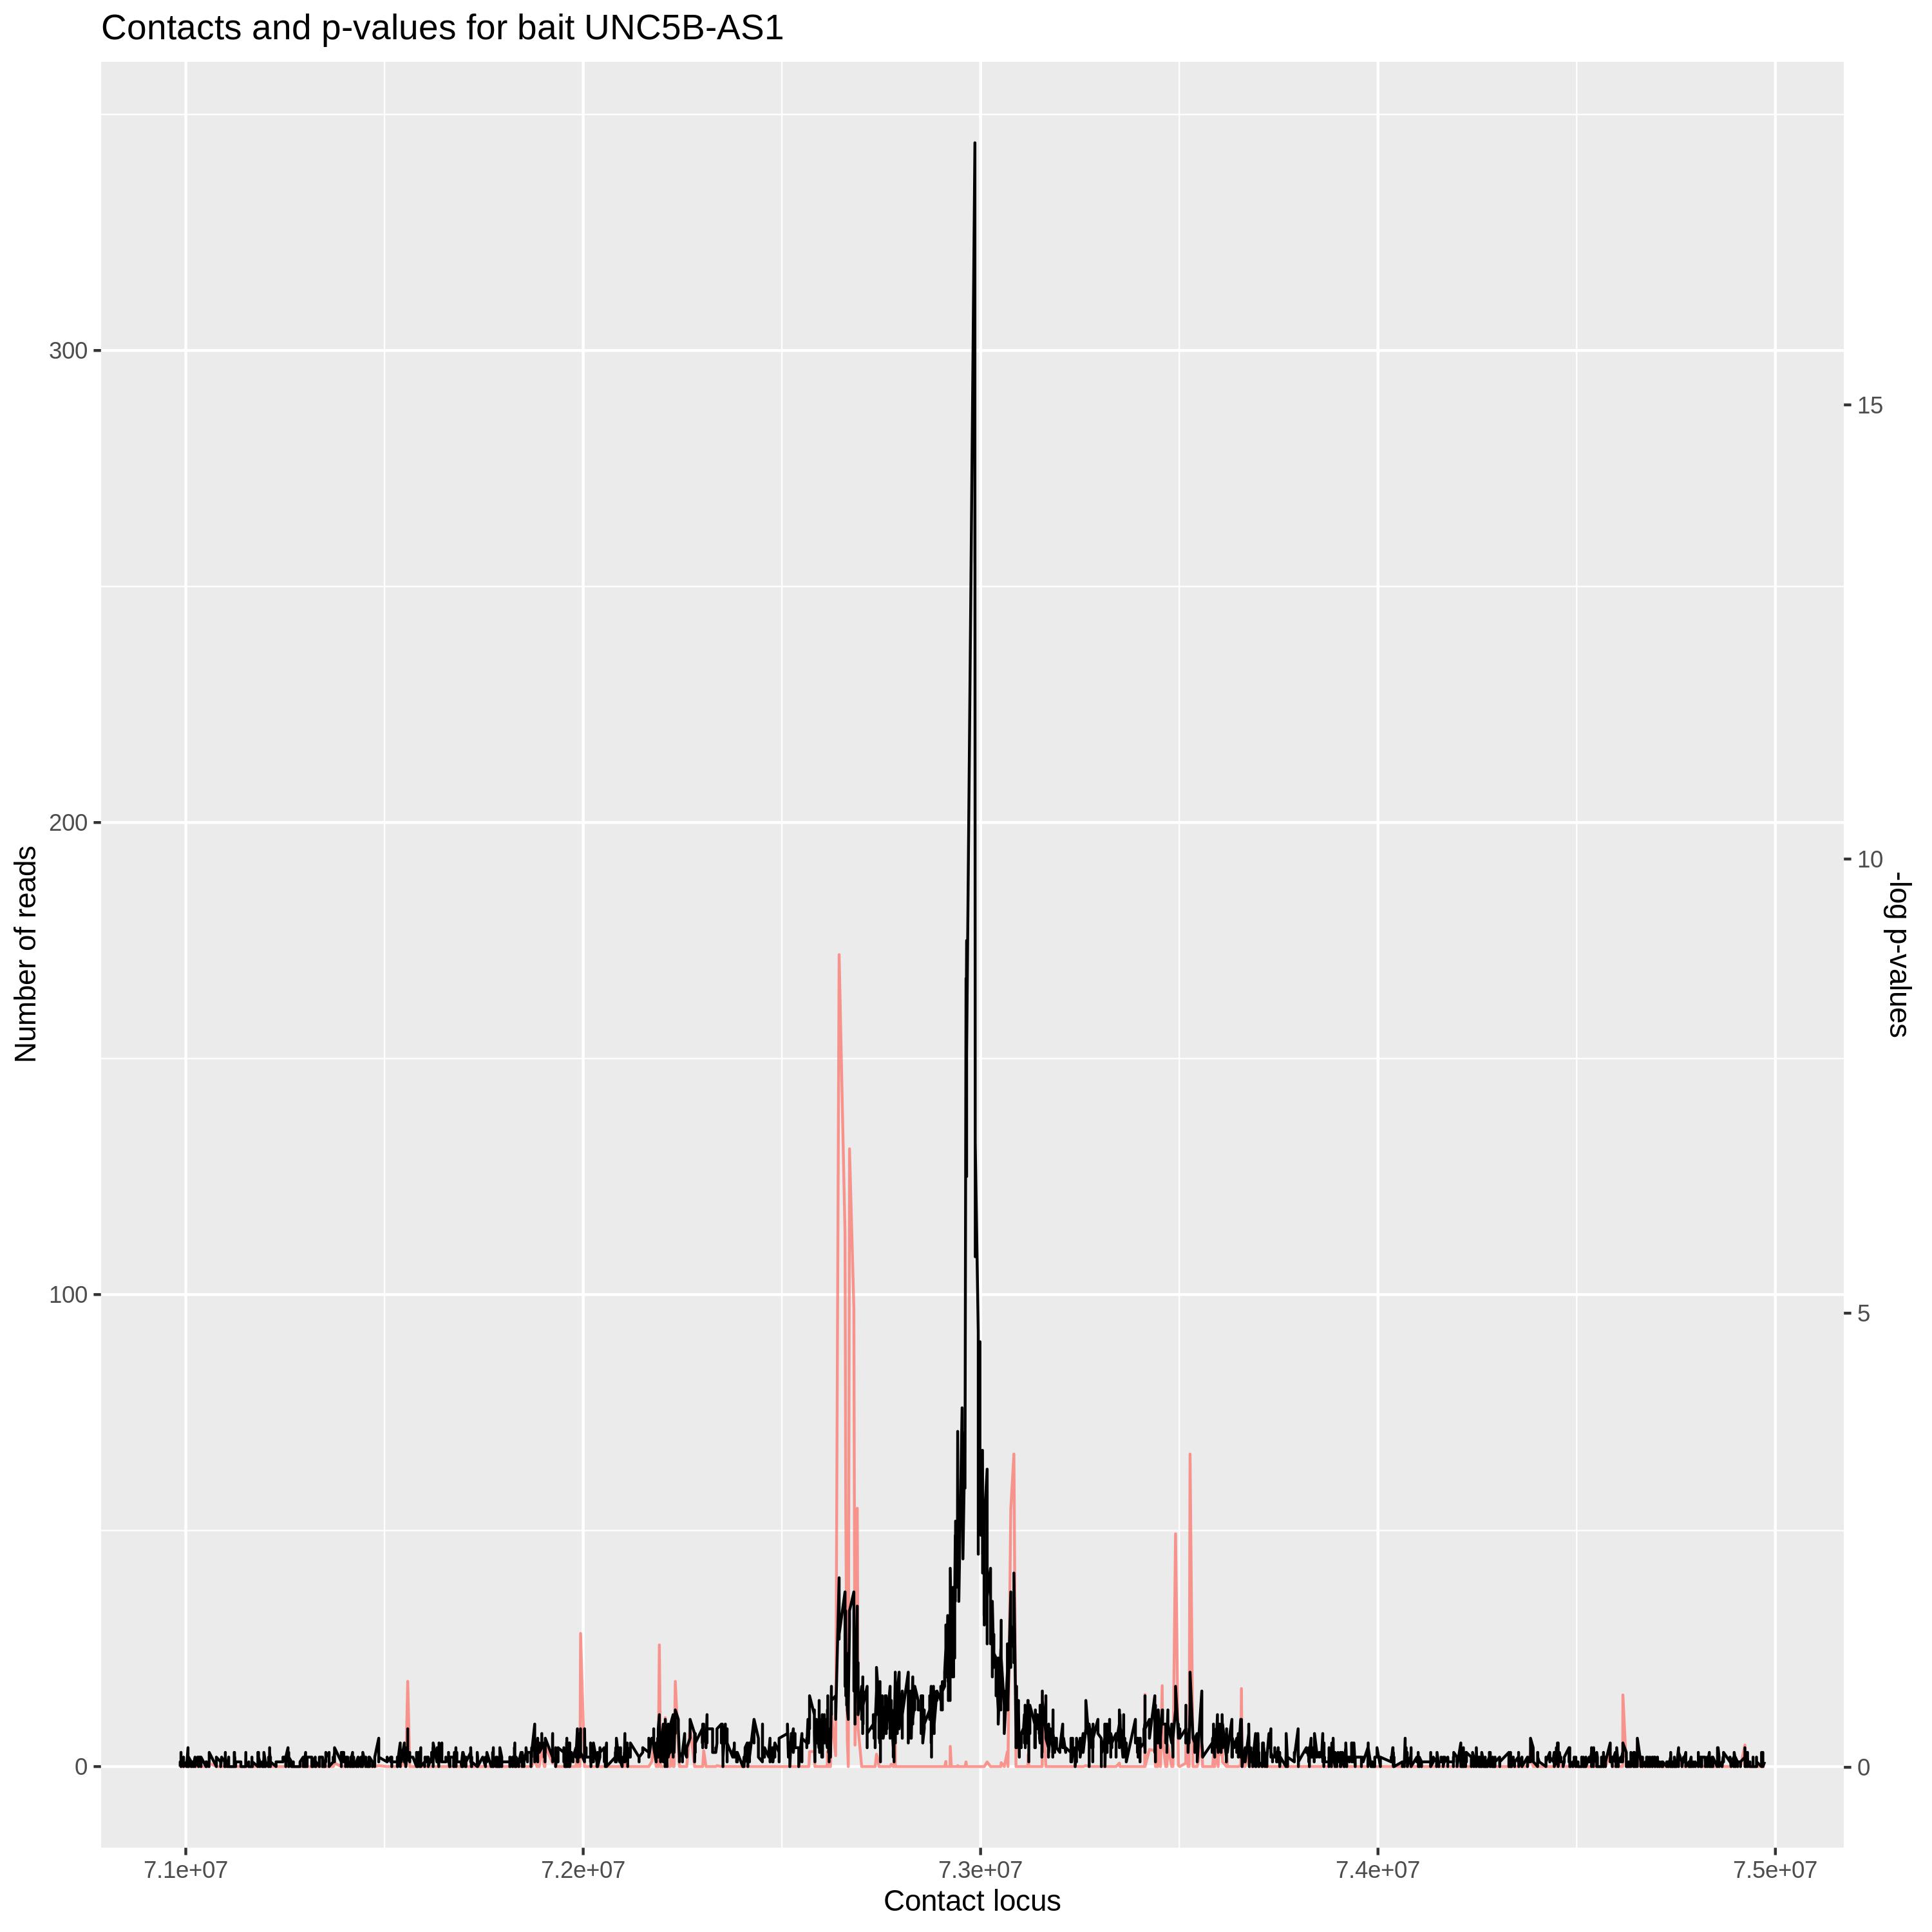 Contacts and p-values for bait UNC5B-AS1
300
200
100
0
Number of reads
15
10
5
0
-log p-values
7.1e+07
7.2e+07
7.3e+07
7.4e+07
7.5e+07
Contact locus